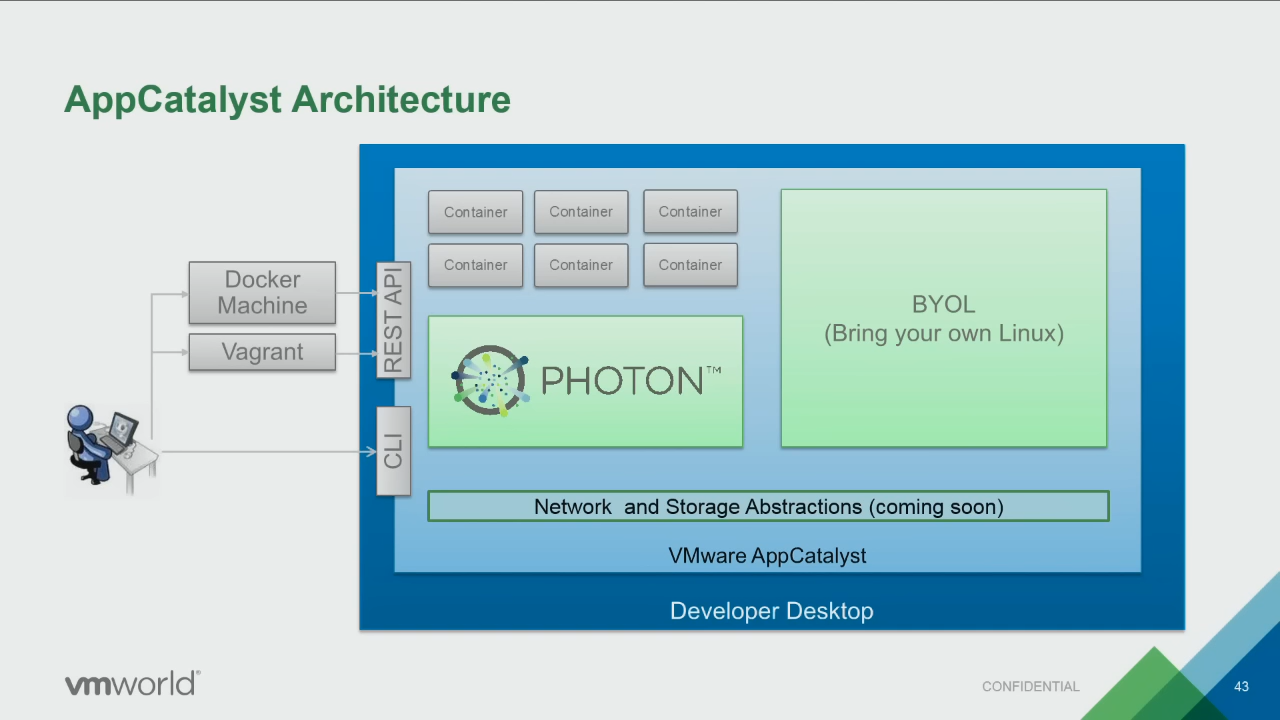 AppCatalyst Architecture
Container Container Container
Container Container Container
Docker
Machine
Vagrant
REST API
CLI
PHOTON™
BYOL
(Bring your own Linux)
Network and Storage Abstractions (coming soon)
VMware AppCatalyst
Developer Desktop
vmworld®
CONFIDENTIAL
43